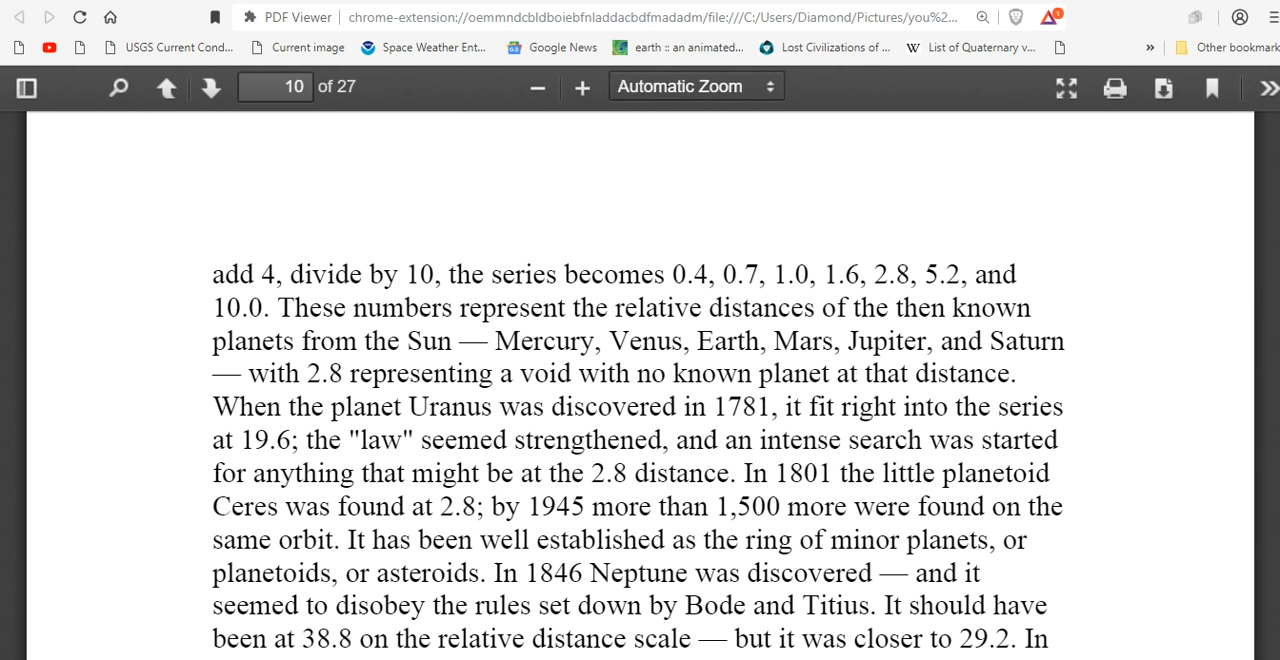 PDF Viewer chrome-extension://oemmndcbldboiebfnladdacbdfmadadm/file:///C:/Users/Diamond/Pictures/you%2... 1
USGS Current Cond... Current image Space Weather Ent... Google News earth :: an animated... Lost Civilizations of ... W List of Quaternary v... » Other bookmark
10 of 27 Automatic Zoom
add 4, divide by 10, the series becomes 0.4, 0.7, 1.0, 1.6, 2.8, 5.2, and
10.0. These numbers represent the relative distances of the then known
planets from the Sun — Mercury, Venus, Earth, Mars, Jupiter, and Saturn
— with 2.8 representing a void with no known planet at that distance.
When the planet Uranus was discovered in 1781, it fit right into the series
at 19.6; the "law" seemed strengthened, and an intense search was started
for anything that might be at the 2.8 distance. In 1801 the little planetoid
Ceres was found at 2.8; by 1945 more than 1,500 more were found on the
same orbit. It has been well established as the ring of minor planets, or
planetoids, or asteroids. In 1846 Neptune was discovered — and it
seemed to disobey the rules set down by Bode and Titius. It should have
been at 38.8 on the relative distance scale — but it was closer to 29.2. In